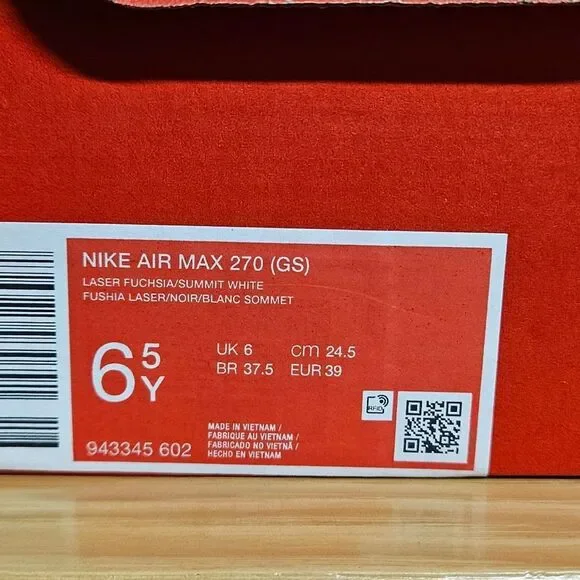 NIKE AIR MAX 270 (GS)
LASER FUCHSIA/SUMMIT WHITE
FUSHIA LASER/NOIR/BLANC SOMMET
6 5 Y
UK 6 cm 24.5
BR 37.5 EUR 39
RFID
943345 602
MADE IN VIETNAM /
FABRIQUE AU VIETNAM /
FABRICADO NO VIETNÃ /
HECHO EN VIETNAM